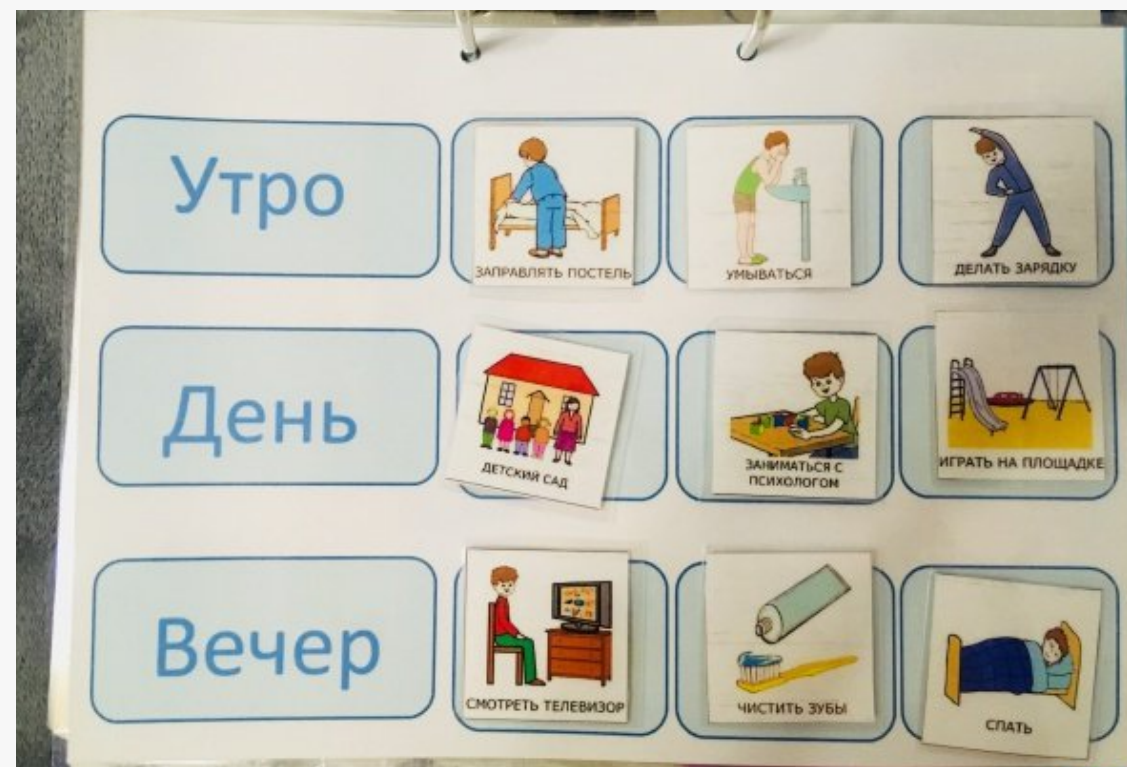 Утро
ЗАПРАВЛЯТЬ ПОСТЕЛЬ
УМЫВАТЬСЯ
ДЕЛАТЬ ЗАРЯДКУ
День
ДЕТСКИЙ САД
ЗАНИМАТЬСЯ С
ПСИХОЛОГОМ
ИГРАТЬ НА ПЛОЩАДКЕ
Вечер
СМОТРЕТЬ ТЕЛЕВИЗОР
ЧИСТИТЬ ЗУБЫ
СПАТЬ